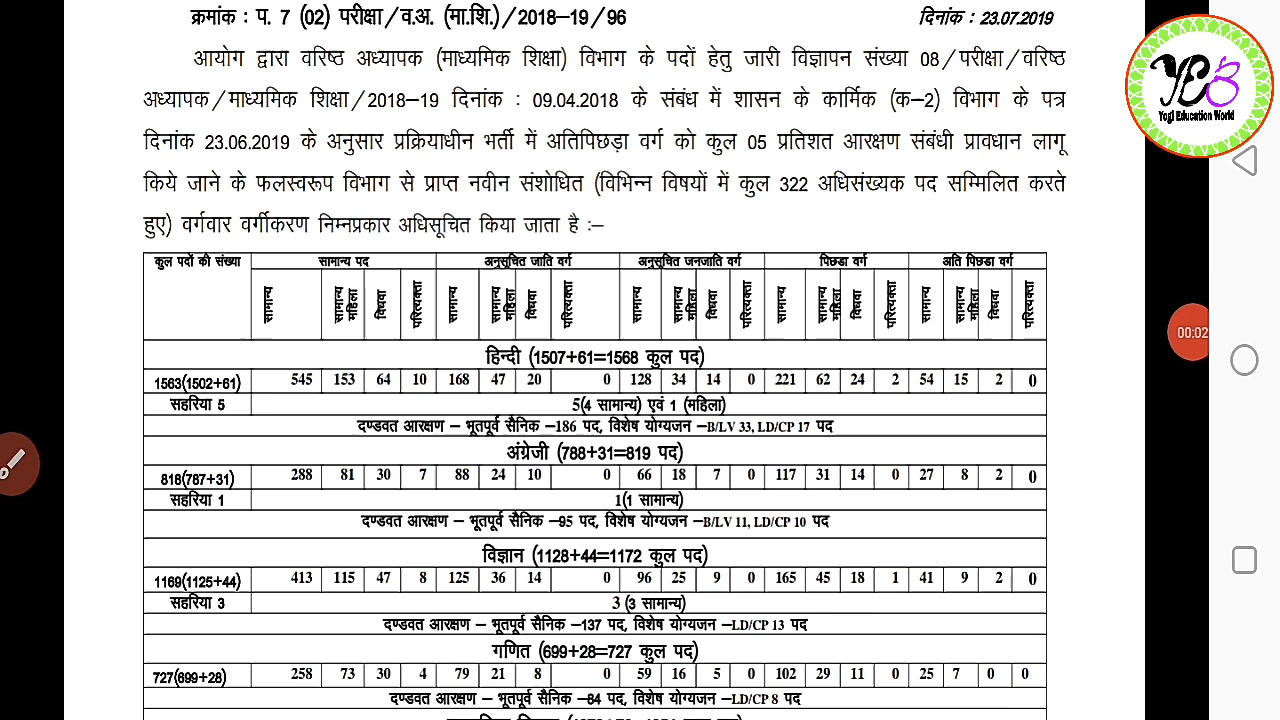 क्रमांक : प. 7 (02) परीक्षा/व.अ. (मा.शि.)/2018–19/96 दिनांक : 23.07.2019
आयोग द्वारा वरिष्ठ अध्यापक (माध्यमिक शिक्षा) विभाग के पदों हेतु जारी विज्ञापन संख्या 08/परीक्षा/वरिष्ठ
अध्यापक/माध्यमिक शिक्षा/2018–19 दिनांक : 09.04.2018 के संबंध में शासन के कार्मिक (क–2) विभाग के पत्र
दिनांक 23.06.2019 के अनुसार प्रक्रियाधीन भर्ती में अतिपिछड़ा वर्ग को कुल 05 प्रतिशत आरक्षण संबंधी प्रावधान लागू
किये जाने के फलस्वरूप विभाग से प्राप्त नवीन संशोधित (विभिन्न विषयों में कुल 322 अधिसंख्यक पद सम्मिलित करते
हुए) वर्गवार वर्गीकरण निम्नप्रकार अधिसूचित किया जाता है :–
YEB
Yogi Education World
00:02
कुल पदों की संख्या सामान्य पद अनुसूचित जाति वर्ग अनुसूचित जनजाति वर्ग पिछडा वर्ग अति पिछडा वर्ग
सामान्य सामान्य महिला विधवा परित्यक्ता सामान्य सामान्य महिला विधवा परित्यक्ता सामान्य सामान्य महिला विधवा परित्यक्ता सामान्य सामान्य महिला विधवा परित्यक्ता सामान्य सामान्य महिला विधवा परित्यक्ता
हिन्दी (1507+61=1568 कुल पद)
1563(1502+61) 545 153 64 10 168 47 20 0 128 34 14 0 221 62 24 2 54 15 2 0
सहरिया 5 5(4 सामान्य) एवं 1 (महिला)
दण्डवत आरक्षण – भूतपूर्व सैनिक –186 पद, विशेष योग्यजन –B/LV 33, LD/CP 17 पद
अंग्रेजी (788+31=819 पद)
818(787+31) 288 81 30 7 88 24 10 0 66 18 7 0 117 31 14 0 27 8 2 0
सहरिया 1 1(1 सामान्य)
दण्डवत आरक्षण – भूतपूर्व सैनिक –95 पद, विशेष योग्यजन –B/LV 11, LD/CP 10 पद
विज्ञान (1128+44=1172 कुल पद)
1169(1125+44) 413 115 47 8 125 36 14 0 96 25 9 0 165 45 18 1 41 9 2 0
सहरिया 3 3 (3 सामान्य)
दण्डवत आरक्षण – भूतपूर्व सैनिक –137 पद, विशेष योग्यजन –LD/CP 13 पद
गणित (699+28=727 कुल पद)
727(699+28) 258 73 30 4 79 21 8 0 59 16 5 0 102 29 11 0 25 7 0 0
दण्डवत आरक्षण – भूतपूर्व सैनिक –84 पद, विशेष योग्यजन –LD/CP 8 पद